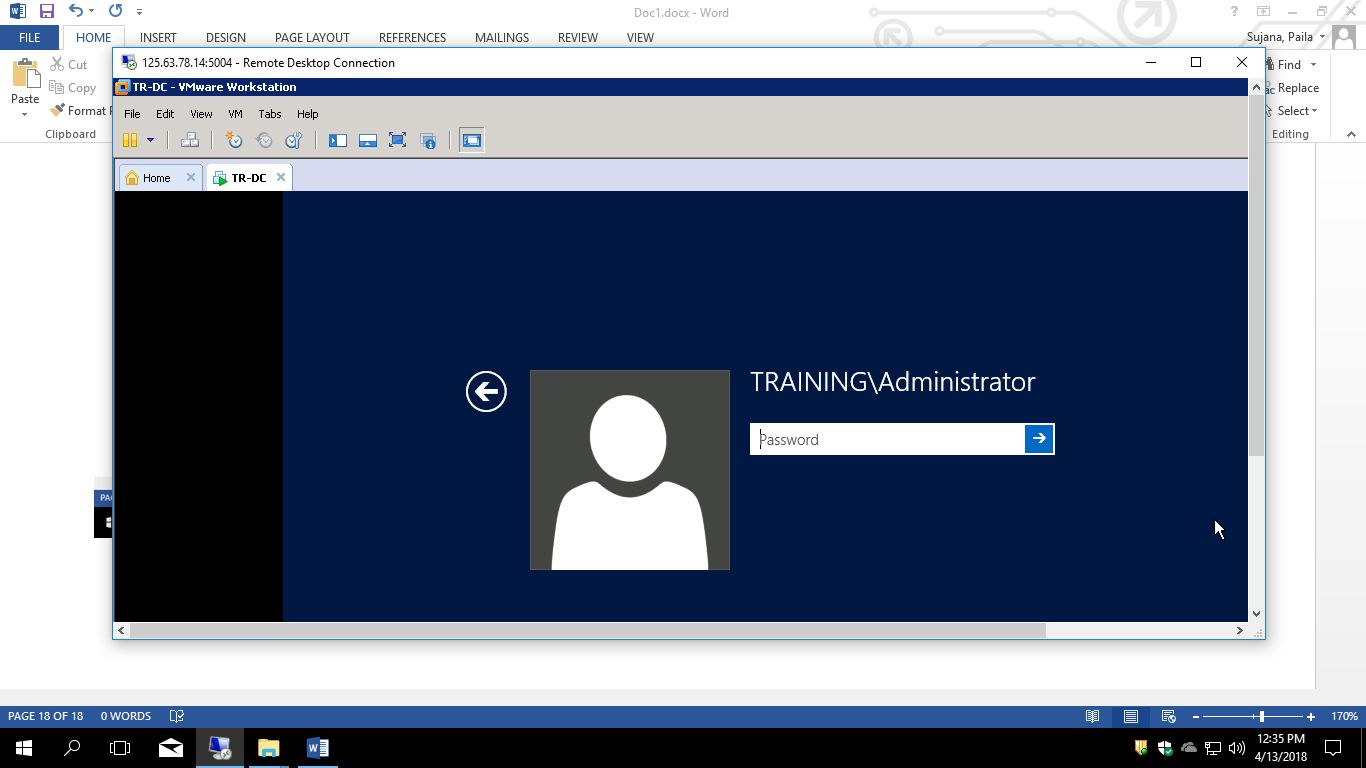 Doc1.docx - Word
FILE HOME INSERT DESIGN PAGE LAYOUT REFERENCES MAILINGS REVIEW VIEW
Sujana, Paila
Paste
Cut
Copy
Format
Clipboard
Find
Replace
Select
Editing
125.63.78.14:5004 - Remote Desktop Connection
TR-DC - VMware Workstation
File Edit View VM Tabs Help
Home TR-DC
TRAINING\Administrator
Password
PAGE 18 OF 18 0 WORDS
170%
12:35 PM
4/13/2018